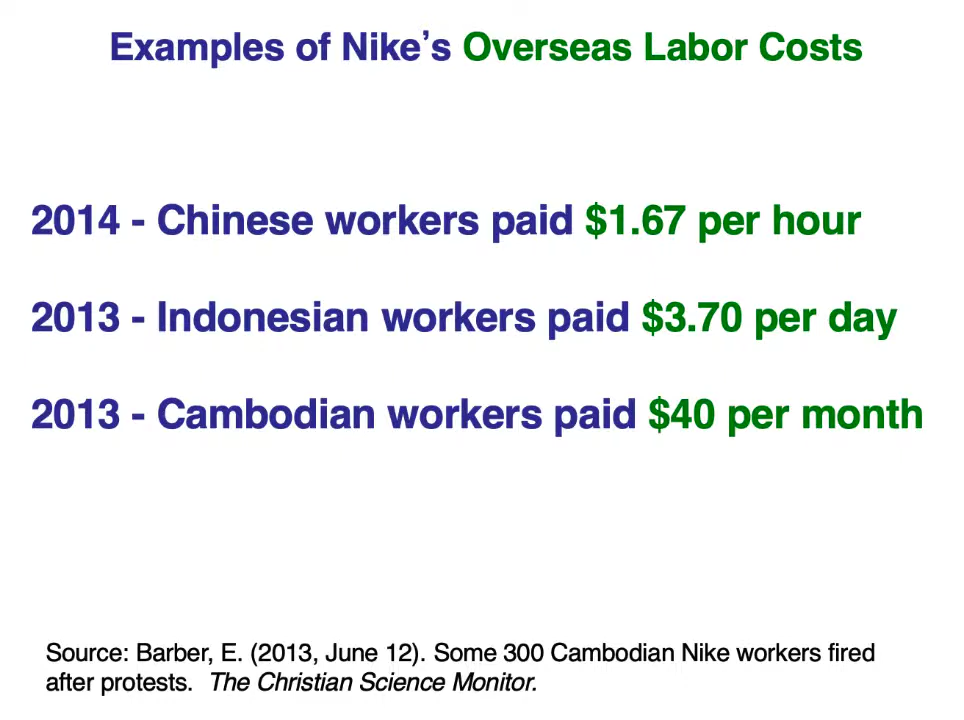 Examples of Nike’s Overseas Labor Costs
2014 - Chinese workers paid $1.67 per hour
2013 - Indonesian workers paid $3.70 per day
2013 - Cambodian workers paid $40 per month
Source: Barber, E. (2013, June 12). Some 300 Cambodian Nike workers fired
after protests.  The Christian Science Monitor.